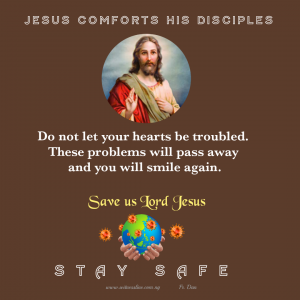 JESUS COMFORTS HIS DISCIPLES
Do not let your hearts be troubled.
These problems will pass away
and you will smile again.
Save us Lord Jesus
STAY SAFE